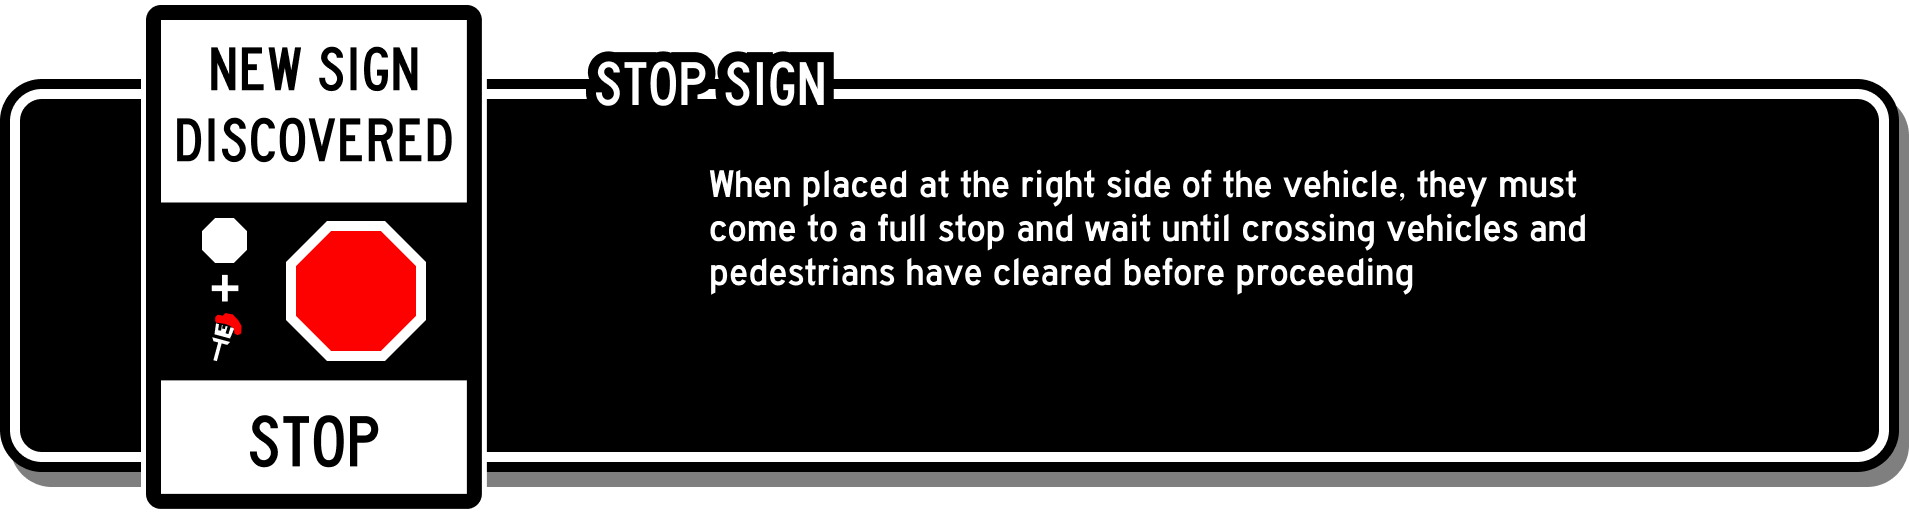 NEW SIGN
DISCOVERED
+
STOP
STOP SIGN
When placed at the right side of the vehicle, they must
come to a full stop and wait until crossing vehicles and
pedestrians have cleared before proceeding